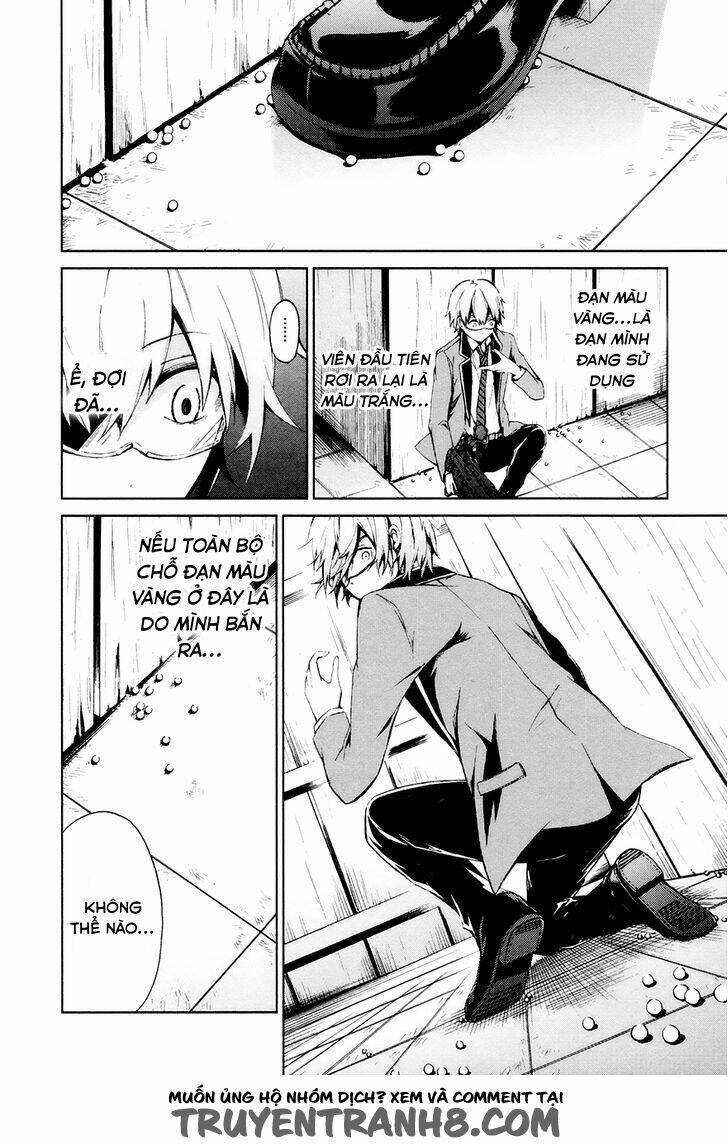 ĐẠN MÀU
VÀNG...LÀ
ĐẠN MÌNH
ĐANG SỬ
DỤNG
VIÊN ĐẦU TIÊN
RƠI RA LẠI LÀ
MÀU TRẮNG...
.......
Ể, ĐỢI
ĐÃ...
NẾU TOÀN BỘ
CHỖ ĐẠN MÀU
VÀNG Ở ĐÂY LÀ
DO MÌNH BẮN
RA...
KHÔNG
THỂ NÀO...
MUỐN ỦNG HỘ NHÓM DỊCH? XEM VÀ COMMENT TẠI
TRUYENTRANH8.COM